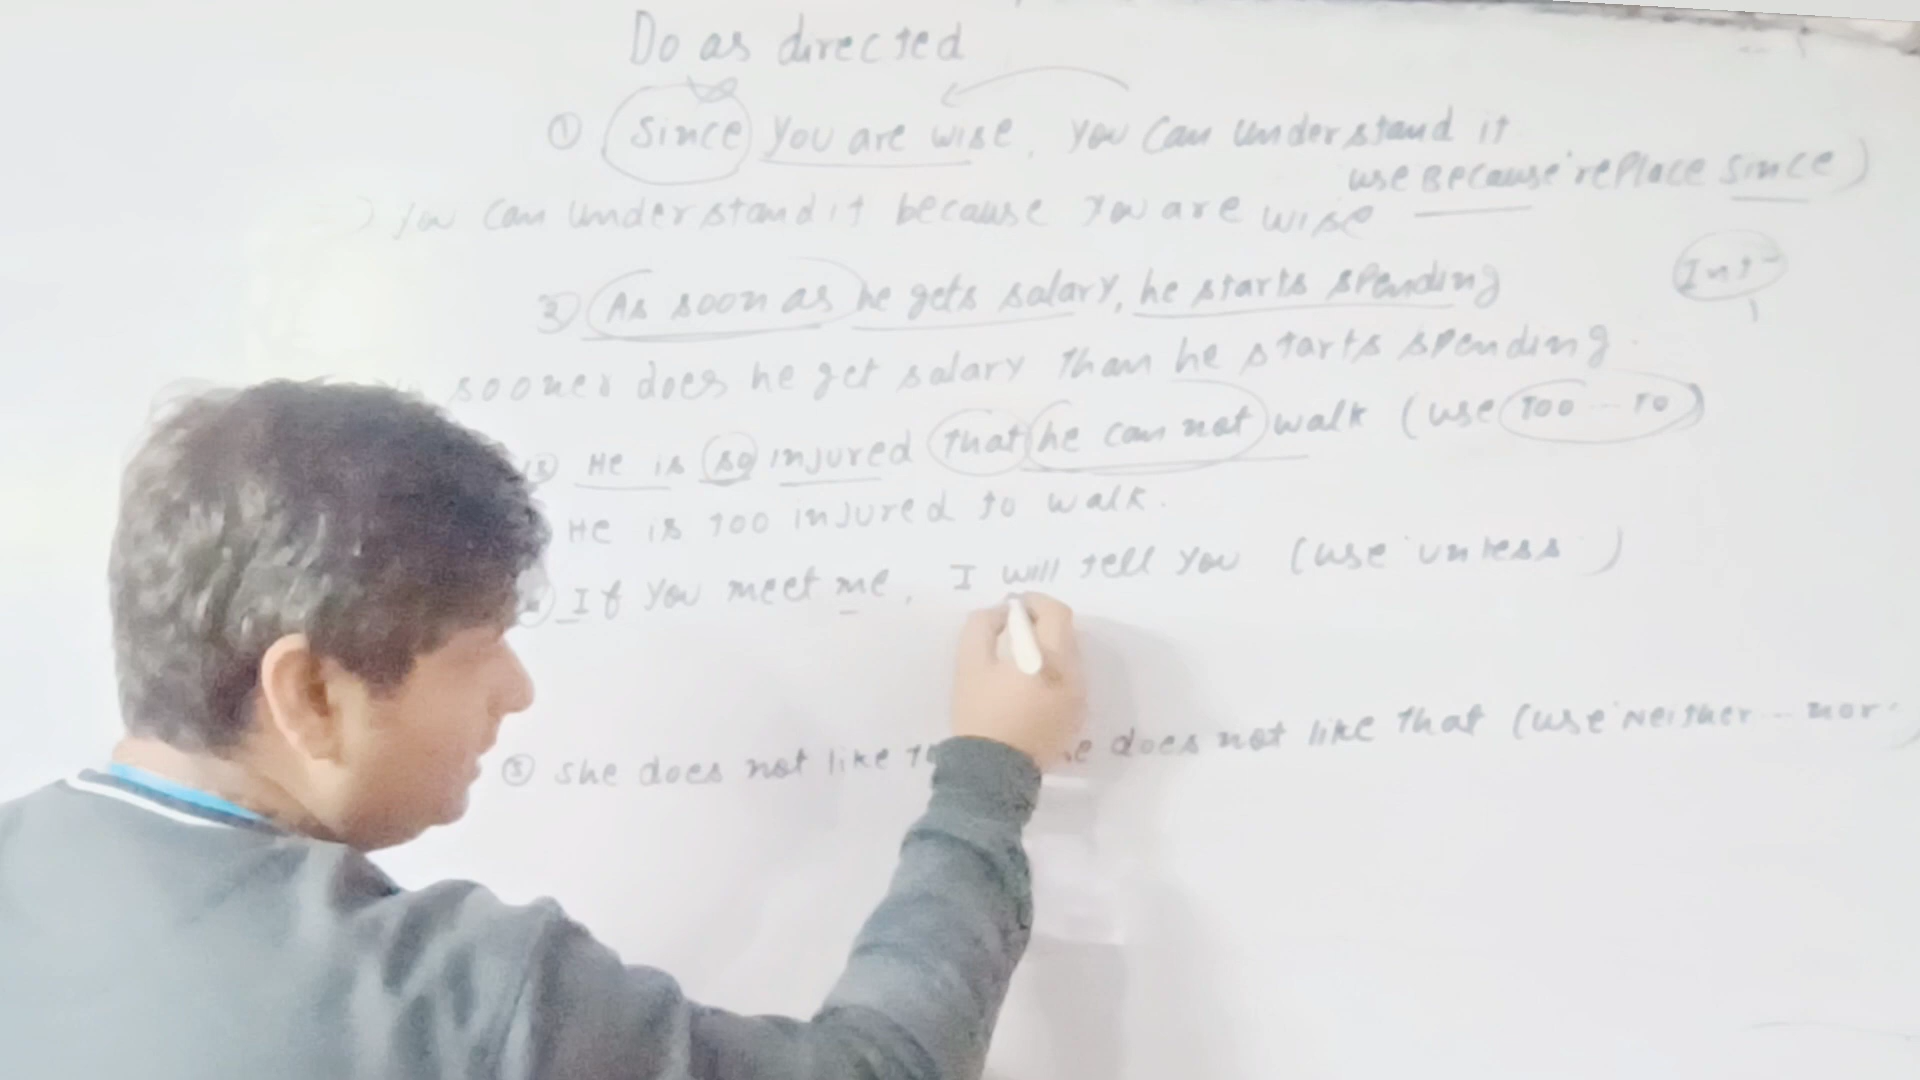 Do as directed
① Since you are wise, you can understand it
use Because replace since)
you can understand it because you are wise
② As soon as he gets salary, he starts spending
sooner does he get salary than he starts spending.
③ He is so injured that he can not walk (use Too ... To)
He is too injured to walk.
If you meet me, I will tell you (use unless)
⑤ She does not like does not like that (use Neither ... nor